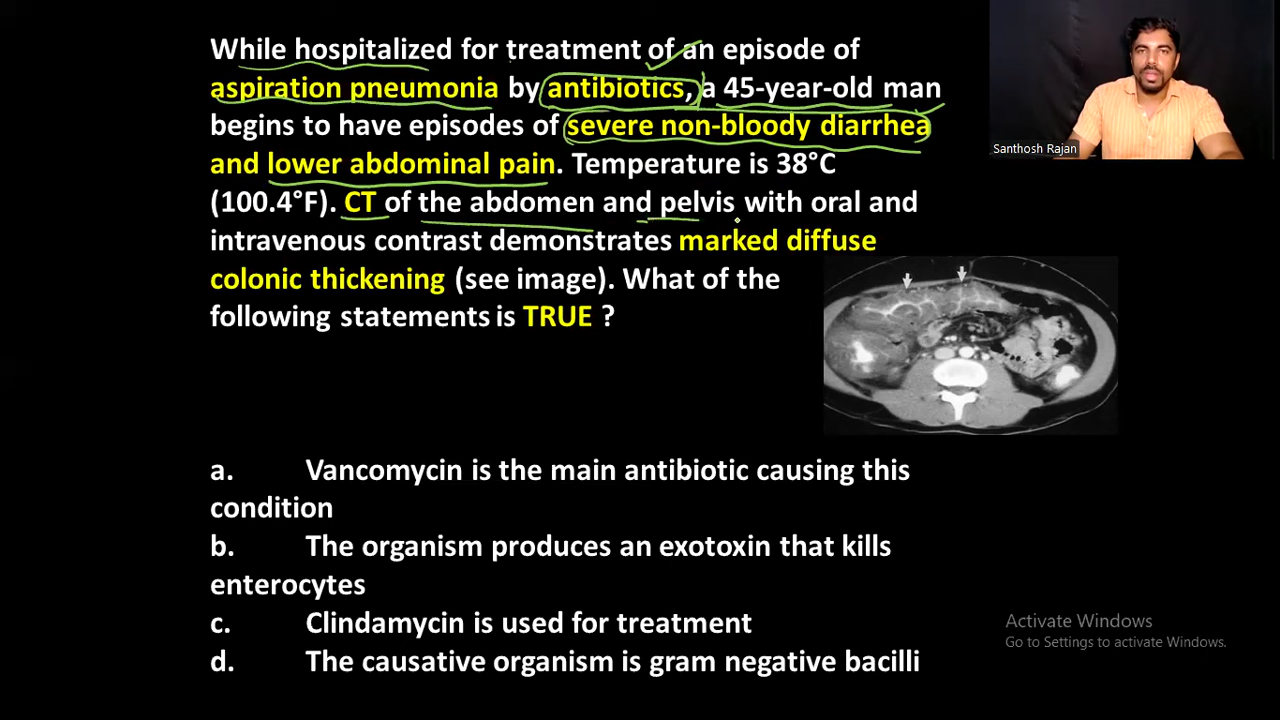 While hospitalized for treatment of an episode of
aspiration pneumonia by antibiotics, a 45-year-old man
begins to have episodes of severe non-bloody diarrhea
and lower abdominal pain. Temperature is 38°C
(100.4°F). CT of the abdomen and pelvis with oral and
intravenous contrast demonstrates marked diffuse
colonic thickening (see image). What of the
following statements is TRUE ?
Santhosh Rajan
a. Vancomycin is the main antibiotic causing this
condition
b. The organism produces an exotoxin that kills
enterocytes
c. Clindamycin is used for treatment
d. The causative organism is gram negative bacilli
Activate Windows
Go to Settings to activate Windows.